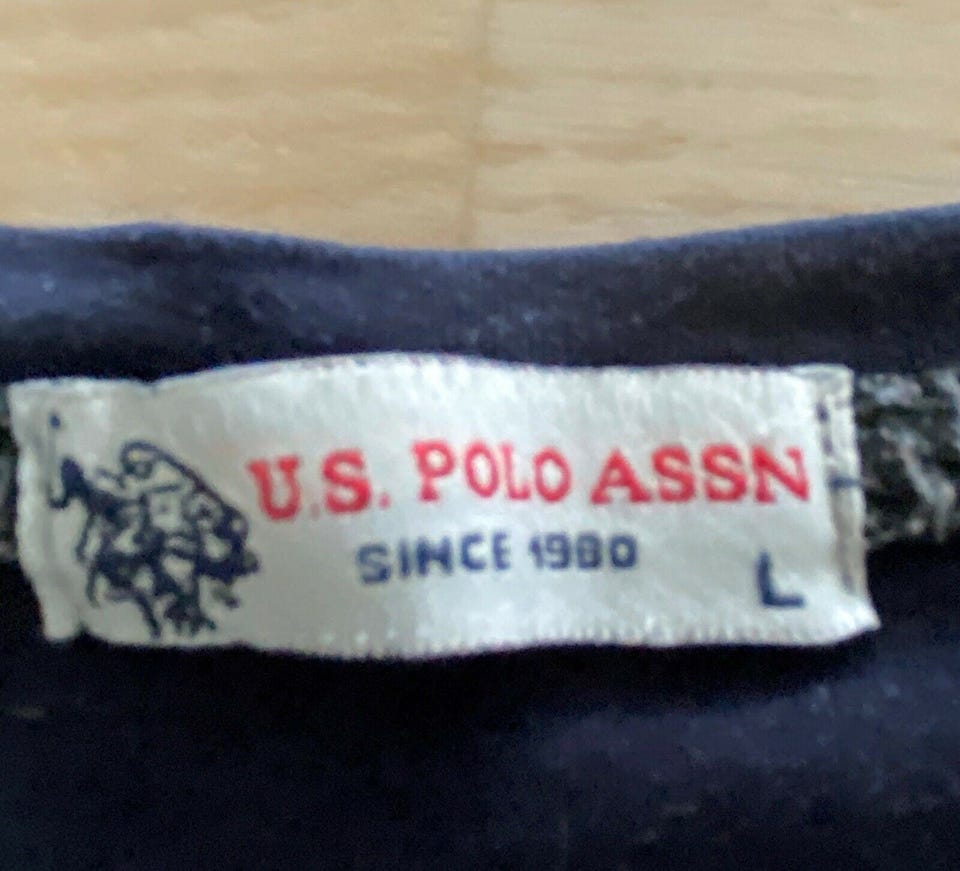 U.S. POLO ASSN
SINCE 1980
L